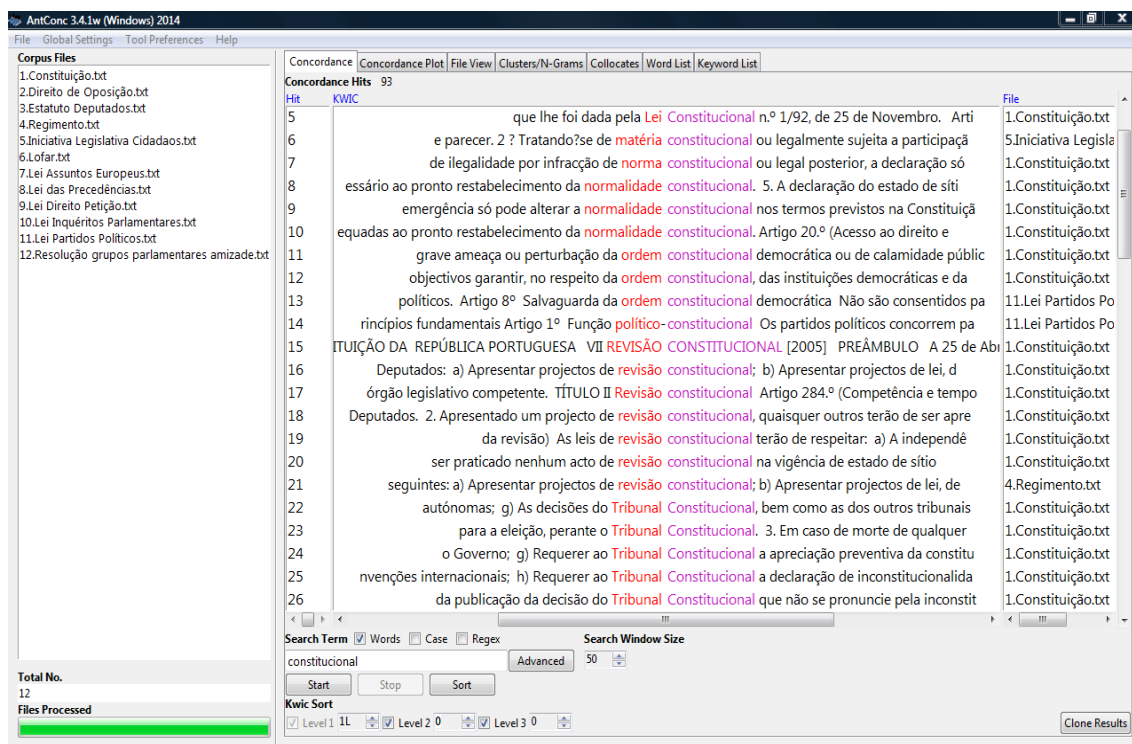 AntConc 3.4.1w (Windows) 2014
File Global Settings Tool Preferences Help
Corpus Files
1.Constituição.txt
2.Direito de Oposição.txt
3.Estatuto Deputados.txt
4.Regimento.txt
5.Iniciativa Legislativa Cidadaos.txt
6.Lofar.txt
7.Lei Assuntos Europeus.txt
8.Lei das Precedências.txt
9.Lei Direito Petição.txt
10.Lei Inquéritos Parlamentares.txt
11.Lei Partidos Políticos.txt
12.Resolução grupos parlamentares amizade.txt
Total No.
12
Files Processed
Concordance Concordance Plot File View Clusters/N-Grams Collocates Word List Keyword List
Concordance Hits 93
Hit KWIC File
5 que lhe foi dada pela Lei Constitucional n.º 1/92, de 25 de Novembro. Arti 1.Constituição.txt
6 e parecer. 2 ? Tratando?se de matéria constitucional ou legalmente sujeita a participaçã 5.Iniciativa Legisla
7 de ilegalidade por infracção de norma constitucional ou legal posterior, a declaração só 1.Constituição.txt
8 essário ao pronto restabelecimento da normalidade constitucional. 5. A declaração do estado de síti 1.Constituição.txt
9 emergência só pode alterar a normalidade constitucional nos termos previstos na Constituiçã 1.Constituição.txt
10 equadas ao pronto restabelecimento da normalidade constitucional. Artigo 20.º (Acesso ao direito e 1.Constituição.txt
11 grave ameaça ou perturbação da ordem constitucional democrática ou de calamidade públic 1.Constituição.txt
12 objectivos garantir, no respeito da ordem constitucional, das instituições democráticas e da 1.Constituição.txt
13 políticos. Artigo 8º Salvaguarda da ordem constitucional democrática Não são consentidos pa 11.Lei Partidos Po
14 rincípios fundamentais Artigo 1º Função político-constitucional Os partidos políticos concorrem pa 11.Lei Partidos Po
15 ITUIÇÃO DA REPÚBLICA PORTUGUESA VII REVISÃO CONSTITUCIONAL [2005] PREÂMBULO A 25 de Abr 1.Constituição.txt
16 Deputados: a) Apresentar projectos de revisão constitucional; b) Apresentar projectos de lei, d 1.Constituição.txt
17 órgão legislativo competente. TÍTULO II Revisão constitucional Artigo 284.º (Competência e tempo 1.Constituição.txt
18 Deputados. 2. Apresentado um projecto de revisão constitucional, quaisquer outros terão de ser apre 1.Constituição.txt
19 da revisão) As leis de revisão constitucional terão de respeitar: a) A independê 1.Constituição.txt
20 ser praticado nenhum acto de revisão constitucional na vigência de estado de sítio 1.Constituição.txt
21 seguintes: a) Apresentar projectos de revisão constitucional; b) Apresentar projectos de lei, de 4.Regimento.txt
22 autónomas; g) As decisões do Tribunal Constitucional, bem como as dos outros tribunais 1.Constituição.txt
23 para a eleição, perante o Tribunal Constitucional. 3. Em caso de morte de qualquer 1.Constituição.txt
24 o Governo; g) Requerer ao Tribunal Constitucional a apreciação preventiva da constitu 1.Constituição.txt
25 nvenções internacionais; h) Requerer ao Tribunal Constitucional a declaração de inconstitucionalida 1.Constituição.txt
26 da publicação da decisão do Tribunal Constitucional que não se pronuncie pela inconstit 1.Constituição.txt
Search Term Words Case Regex Search Window Size
constitucional Advanced 50
Start Stop Sort
Kwic Sort
Level 1 1L Level 2 0 Level 3 0 Clone Results